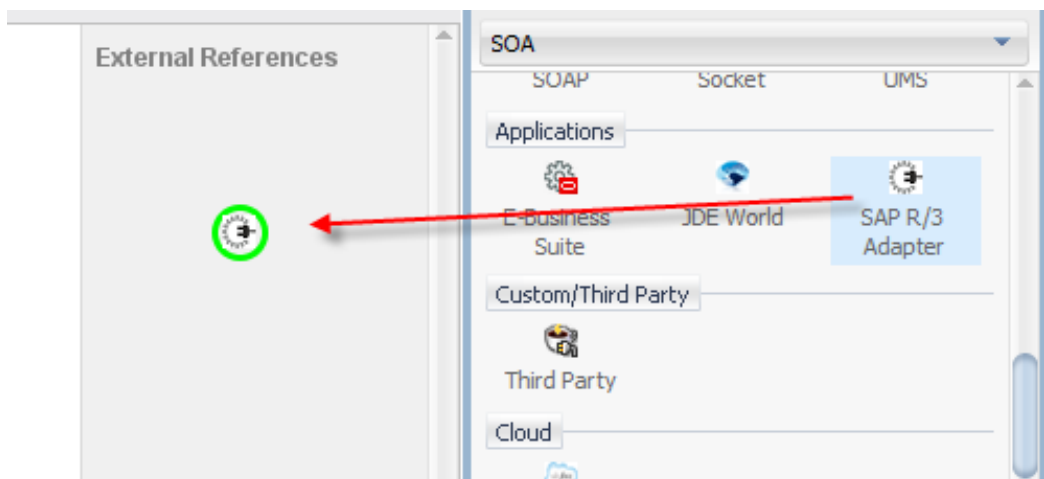 External References
SOA
SOAP Socket UMS
Applications
E-Business JDE World SAP R/3
Suite Adapter
Custom/Third Party
Third Party
Cloud